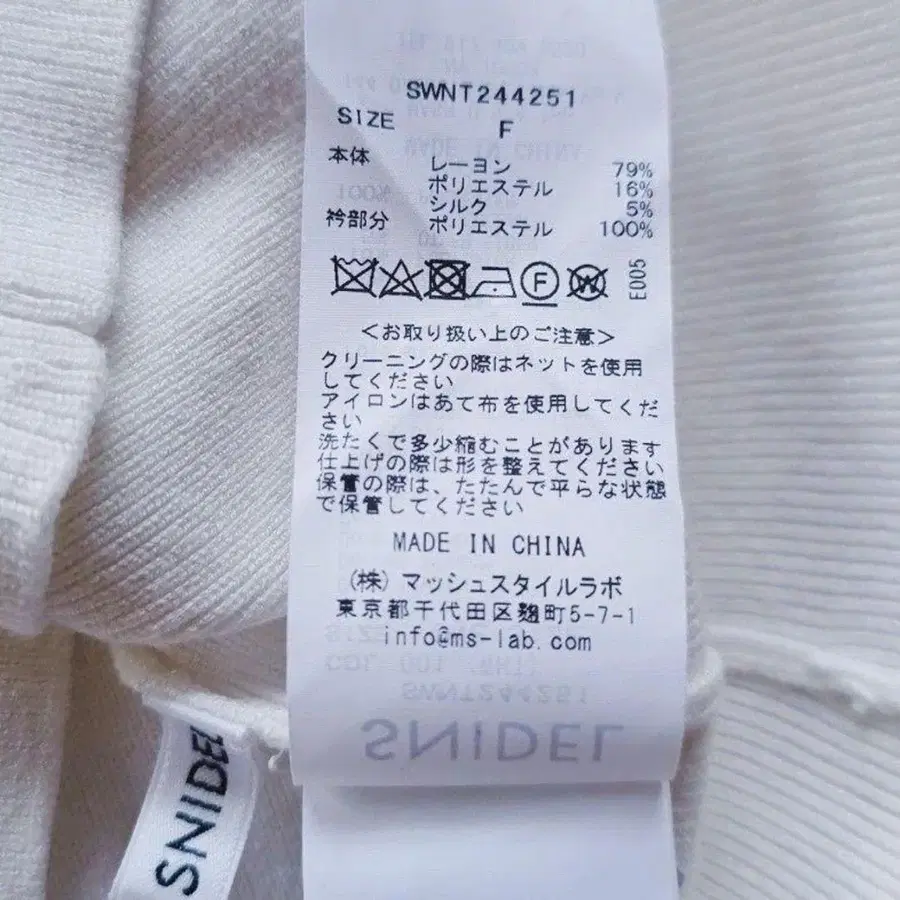 SWNT244251
SIZE F
本体 レーヨン 79%
ポリエステル 16%
シルク 5%
衿部分 ポリエステル 100%
F W E005
<お取り扱い上のご注意>
クリーニングの際はネットを使用
してください
アイロンはあて布を使用してくだ
さい
洗たくで多少縮むことがあります
仕上げの際は形を整えてください
保管の際は、たたんで平らな状態
で保管してください
MADE IN CHINA
(株)マッシュスタイルラボ
東京都千代田区麹町5-7-1
info@ms-lab.com
COL 001
SWNT244251
SNIDEL
SNIDEL